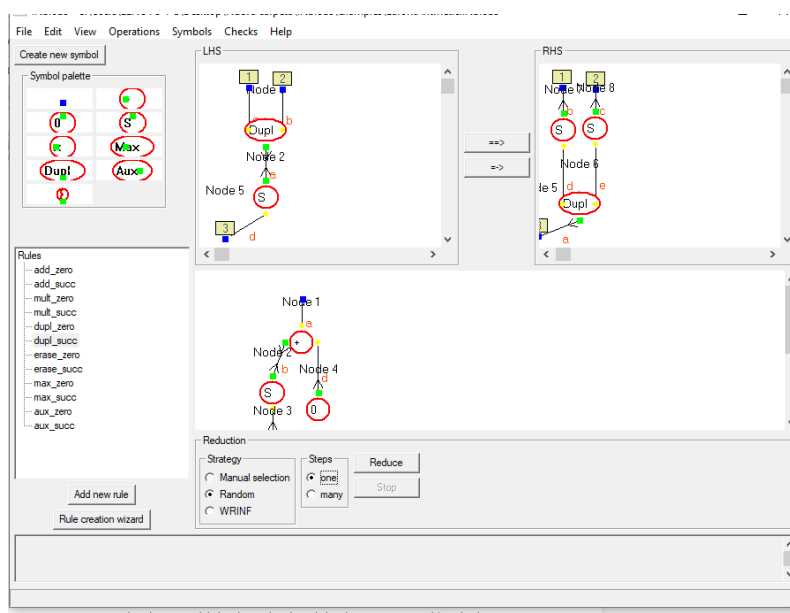 File Edit View Operations Symbols Checks Help
Create new symbol
Symbol palette
0
S
Max
Dupl
Aux
Rules
add_zero
add_succ
mult_zero
mult_succ
dupl_zero
dupl_succ
erase_zero
erase_succ
max_zero
max_succ
aux_zero
aux_succ
Add new rule
Rule creation wizard
LHS
1 2
Node
b
Dupl
Node 2
a
Node 5
S
3
d
==>
=->
RHS
1 2
Node 7 Node 8
b c
S S
Node 6
d e
Dupl
3
a
Node 1
a
+
Node 2
b Node 4
d
S
Node 3 0
Reduction
Strategy
Manual selection
Random
WRINF
Steps
one
many
Reduce
Stop